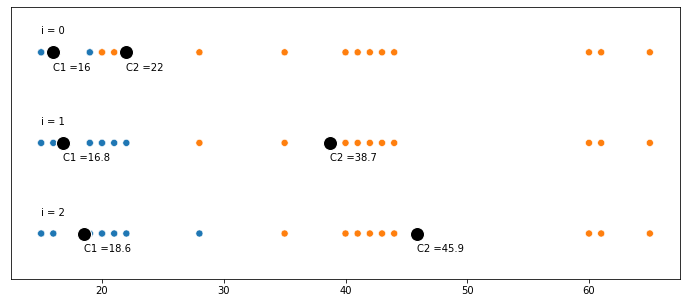 i = 0
C1 =16
C2 =22
i = 1
C1 =16.8
C2 =38.7
i = 2
C1 =18.6
C2 =45.9
20
30
40
50
60